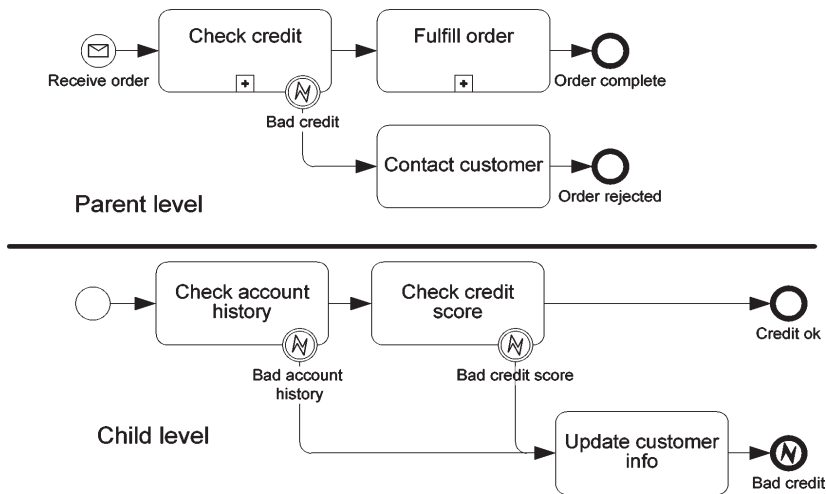 Check credit
Fulfill order
Receive order
Order complete
Bad credit
Contact customer
Order rejected
Parent level
Check account
history
Check credit
score
Credit ok
Bad account
history
Bad credit score
Child level
Update customer
info
Bad credit